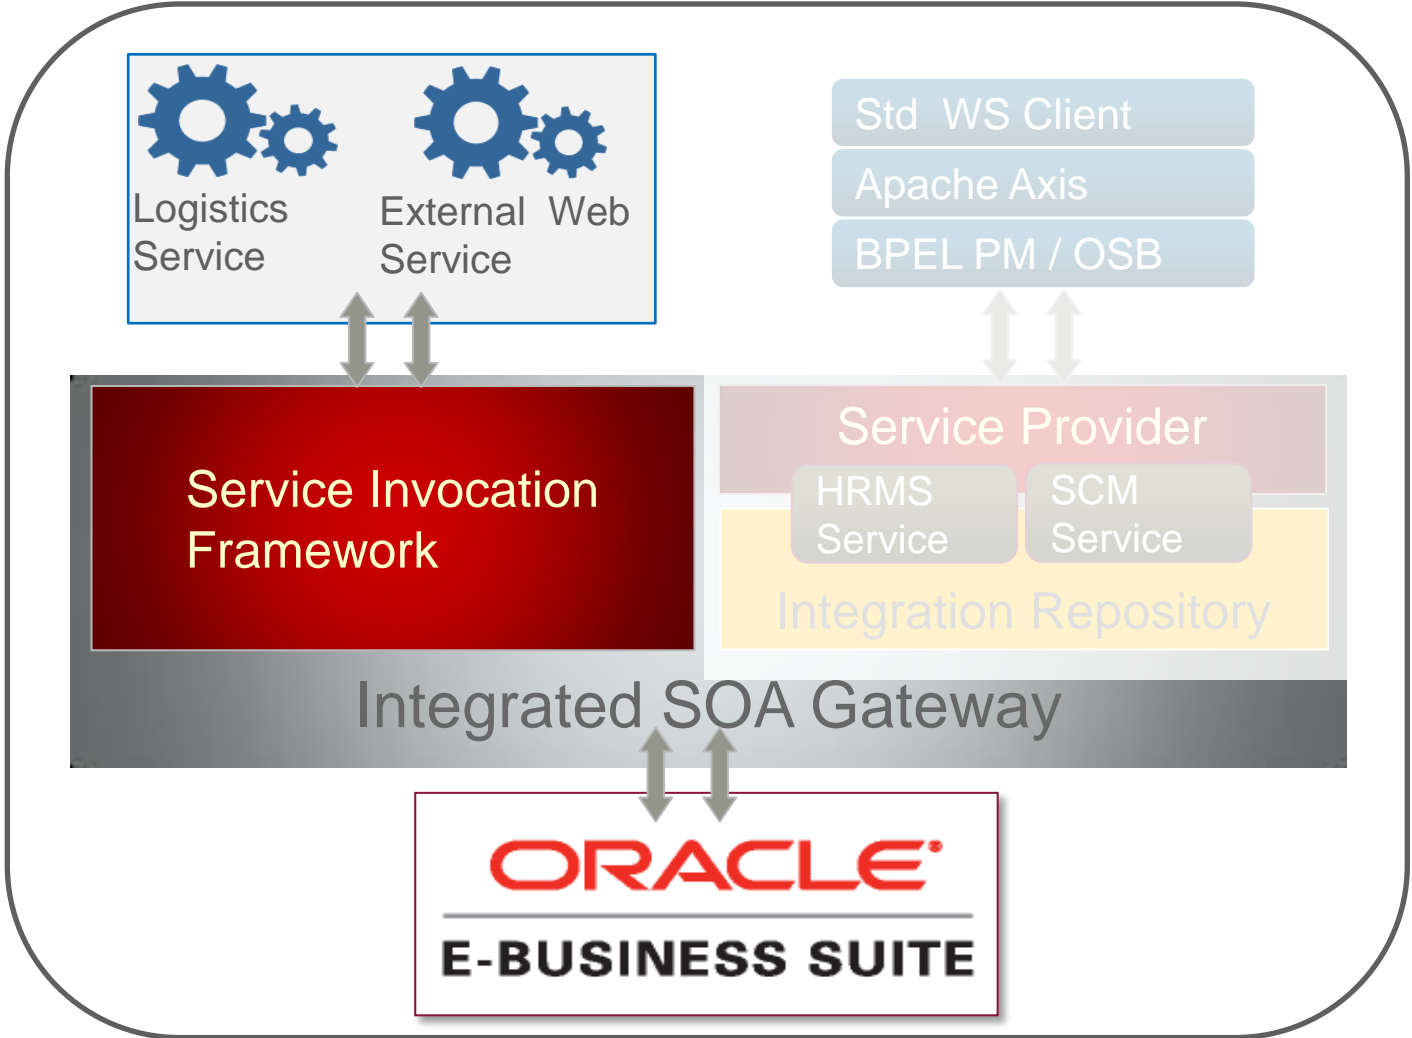 Logistics
Service
External Web
Service
Std WS Client
Apache Axis
BPEL PM / OSB
Service Invocation
Framework
Service Provider
HRMS
Service
SCM
Service
Integration Repository
Integrated SOA Gateway
ORACLE
E-BUSINESS SUITE